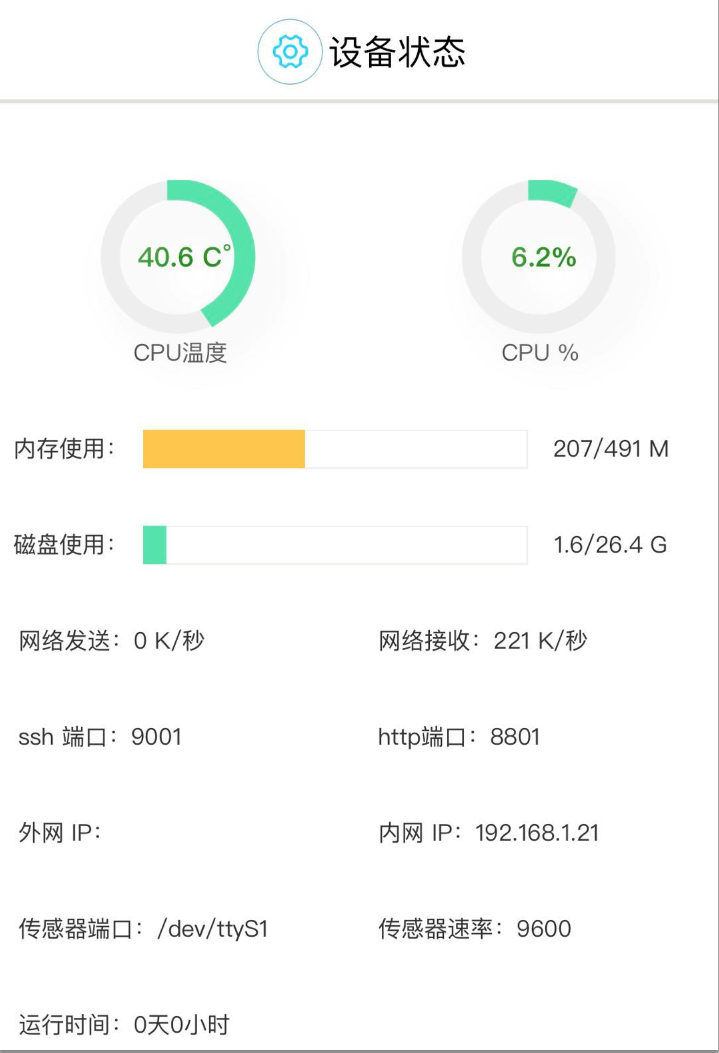 设备状态
40.6 C°
6.2%
CPU温度
CPU %
内存使用： 207/491 M
磁盘使用： 1.6/26.4 G
网络发送：0 K/秒 网络接收：221 K/秒
ssh 端口：9001 http端口：8801
外网 IP： 内网 IP：192.168.1.21
传感器端口：/dev/ttyS1 传感器速率：9600
运行时间：0天0小时